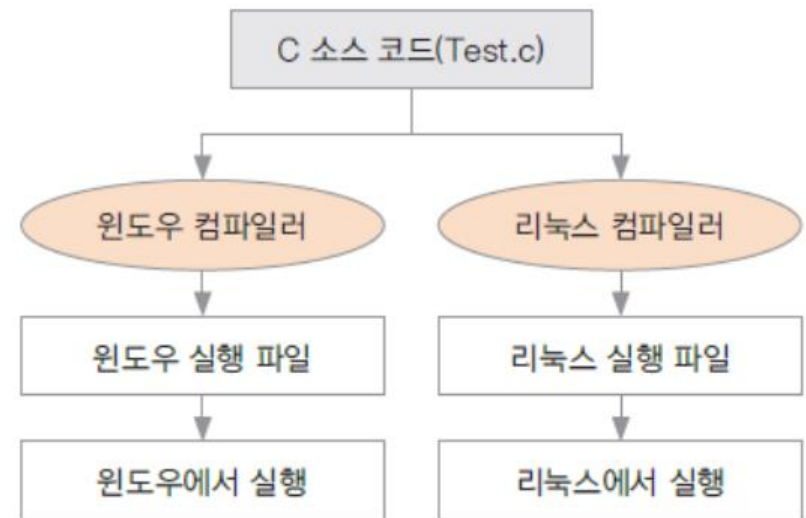 C 소스 코드(Test.c)
윈도우 컴파일러
리눅스 컴파일러
윈도우 실행 파일
리눅스 실행 파일
윈도우에서 실행
리눅스에서 실행